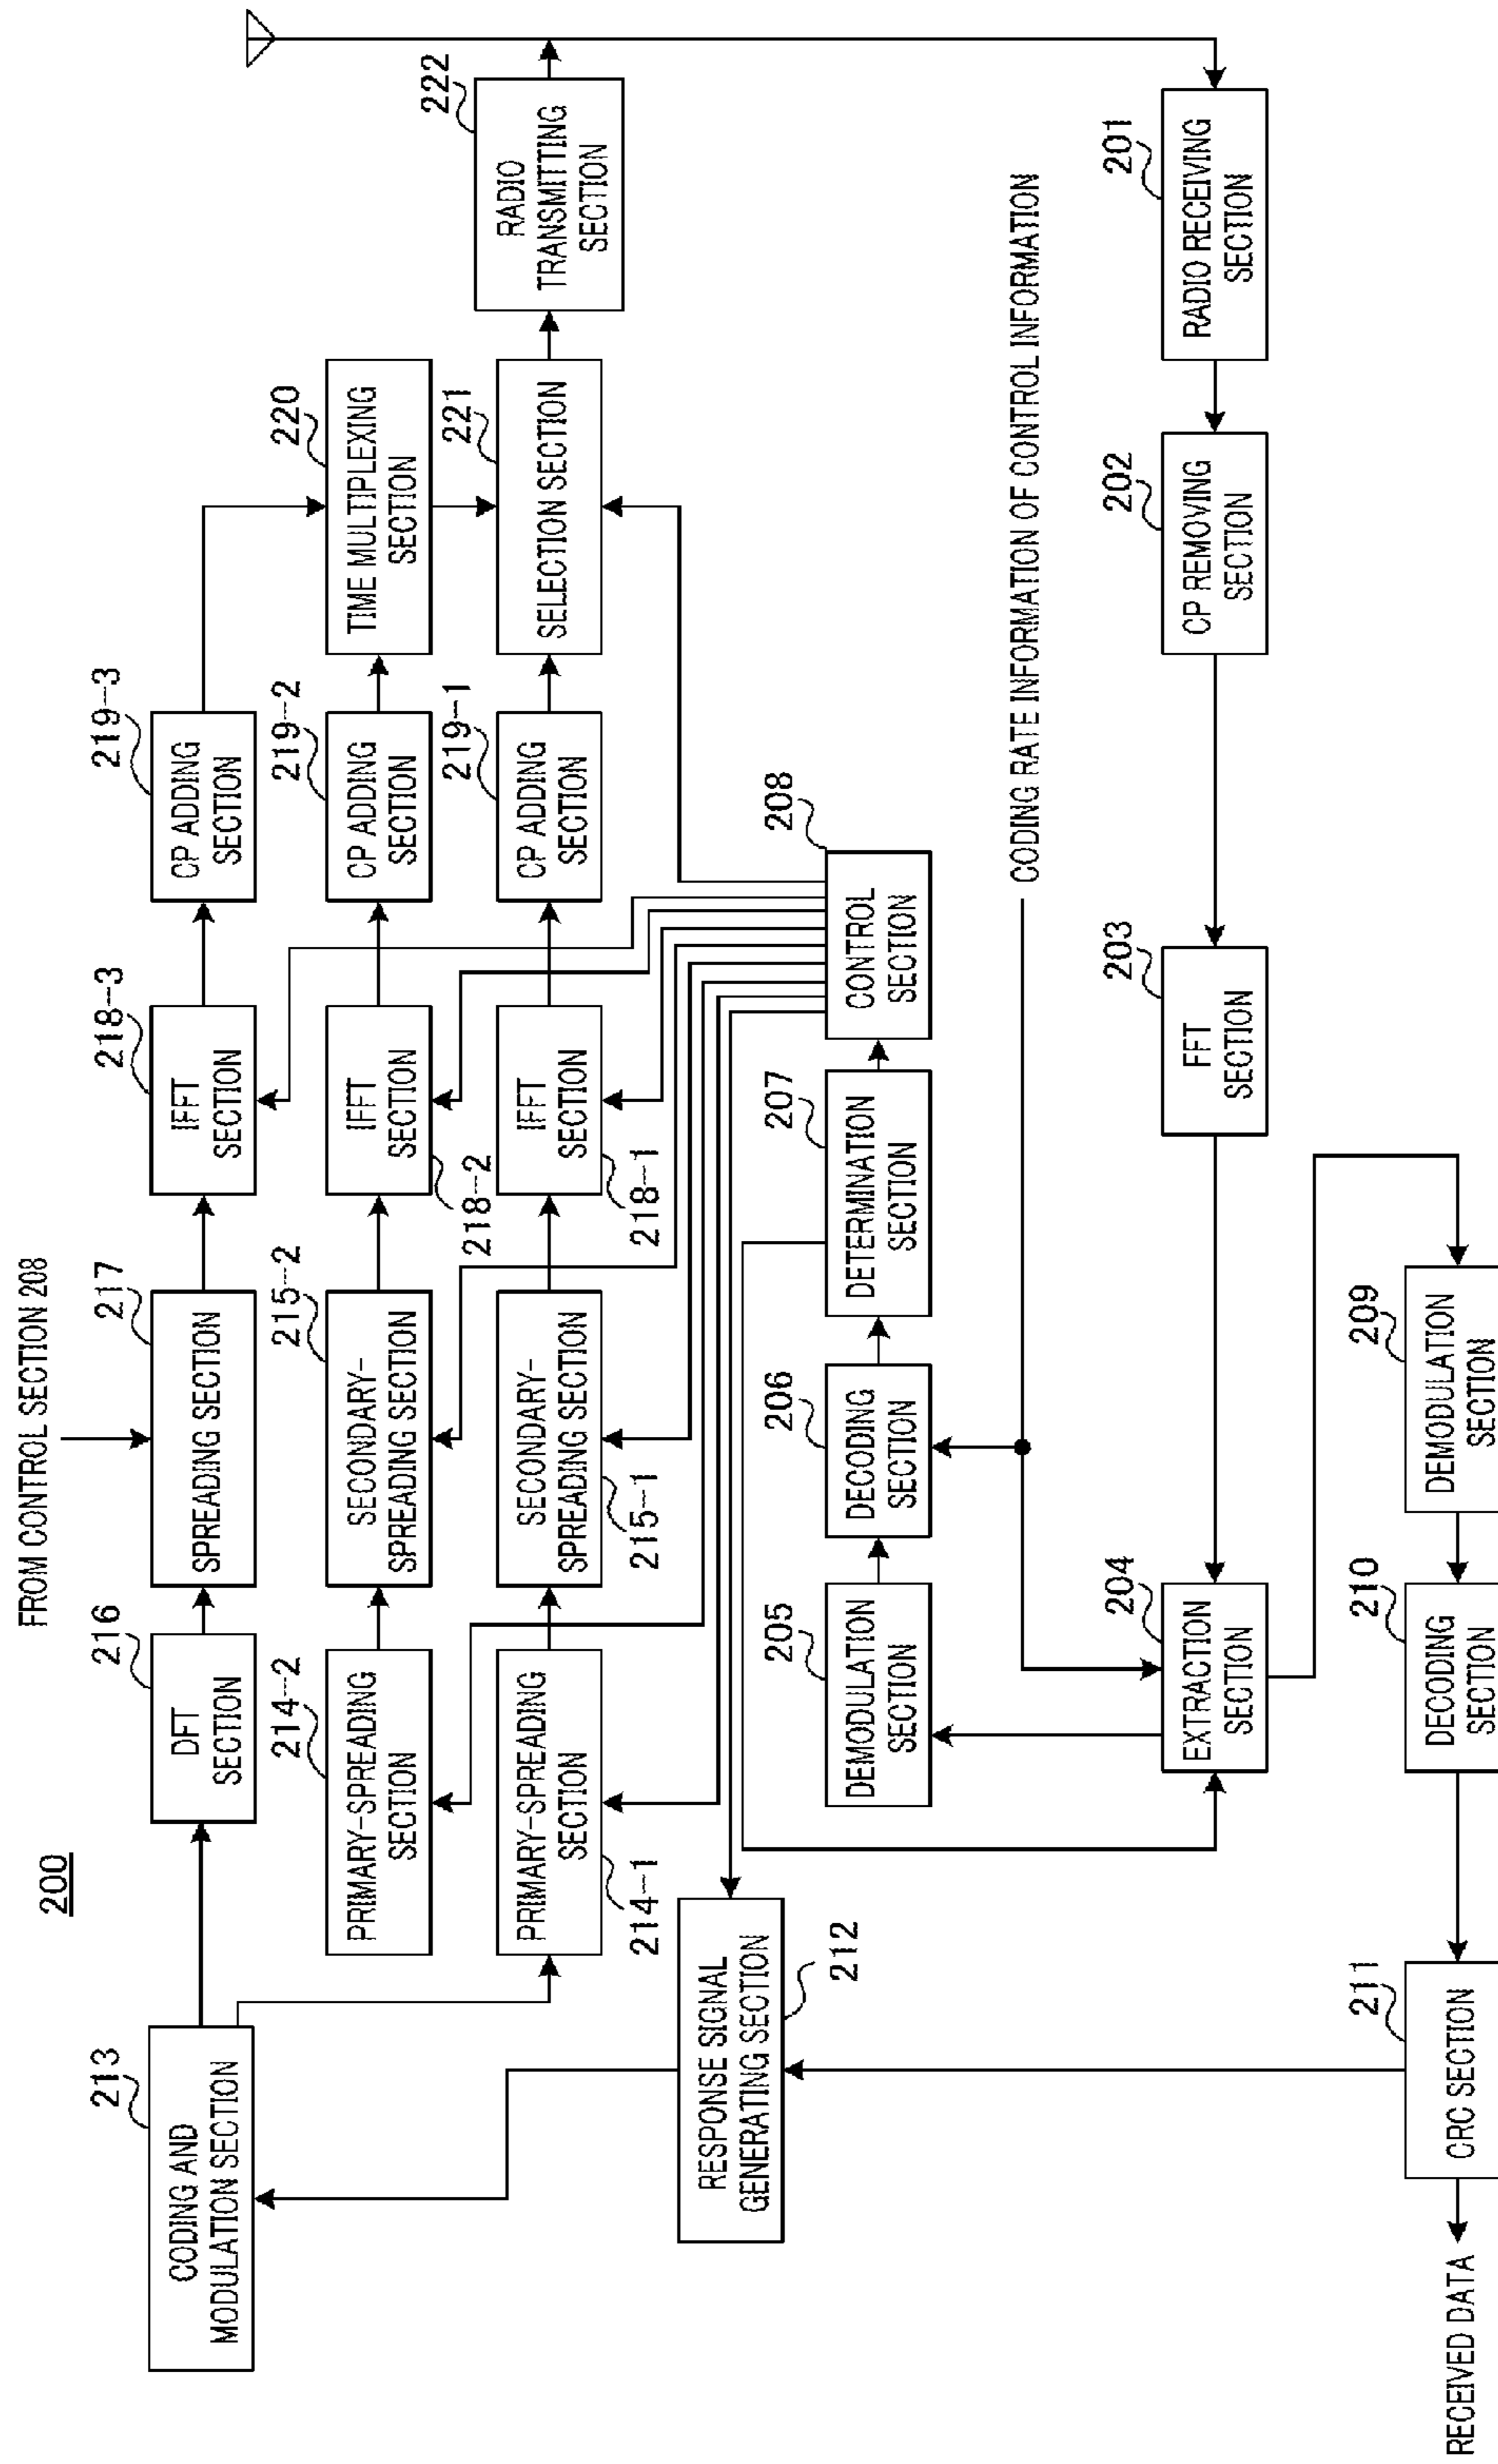 200
FROM CONTROL SECTION 208
213
CODING AND
MODULATION SECTION
216
DFT
SECTION
217
SPREADING SECTION
218-3
IFFT
SECTION
219-3
CP ADDING
SECTION
214-2
PRIMARY-SPREADING
SECTION
215-2
SECONDARY-
SPREADING SECTION
IFFT
SECTION
218-2
219-2
CP ADDING
SECTION
220
TIME MULTIPLEXING
SECTION
222
RADIO
TRANSMITTING
SECTION
PRIMARY-SPREADING
SECTION
214-1
SECONDARY-
SPREADING SECTION
215-1
IFFT
SECTION
218-1
219-1
CP ADDING
SECTION
221
SELECTION SECTION
RESPONSE SIGNAL
GENERATING SECTION
212
205
DEMODULATION
SECTION
206
DECODING
SECTION
207
DETERMINATION
SECTION
208
CONTROL
SECTION
CODING RATE INFORMATION OF CONTROL INFORMATION
204
EXTRACTION
SECTION
203
FFT
SECTION
202
CP REMOVING
SECTION
201
RADIO RECEIVING
SECTION
RECEIVED DATA
211
CRC SECTION
210
DECODING
SECTION
209
DEMODULATION
SECTION